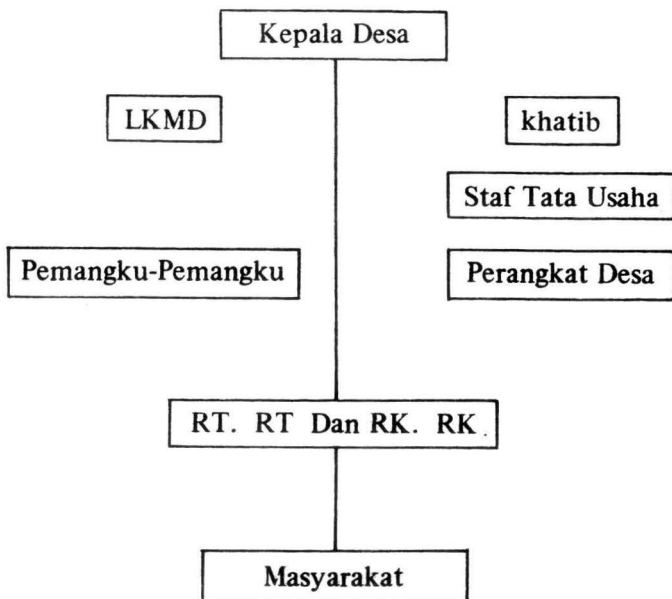 Kepala Desa
LKMD
khatib
Staf Tata Usaha
Pemangku-Pemangku
Perangkat Desa
RT. RT Dan RK. RK.
Masyarakat